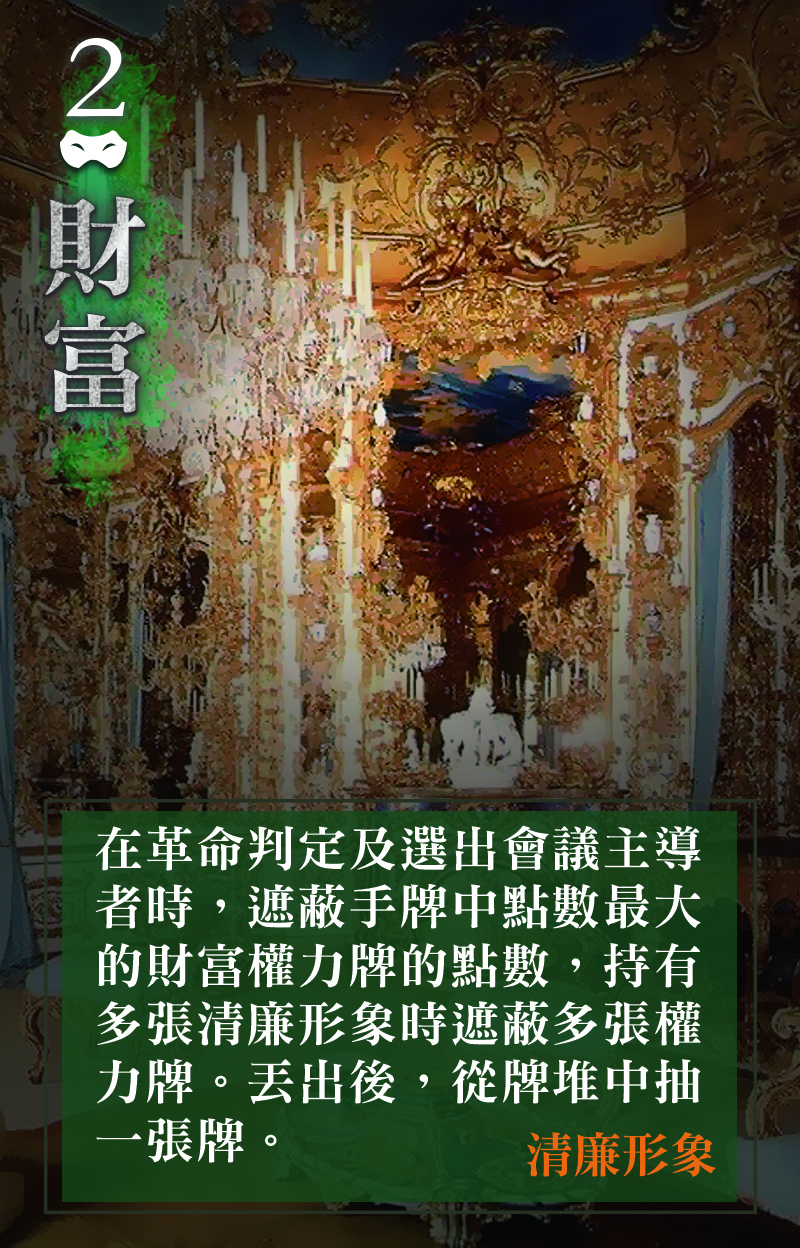 2
財富
在革命判定及選出會議主導
者時，遮蔽手牌中點數最大
的財富權力牌的點數，持有
多張清廉形象時遮蔽多張權
力牌。丟出後，從牌堆中抽
一張牌。
清廉形象